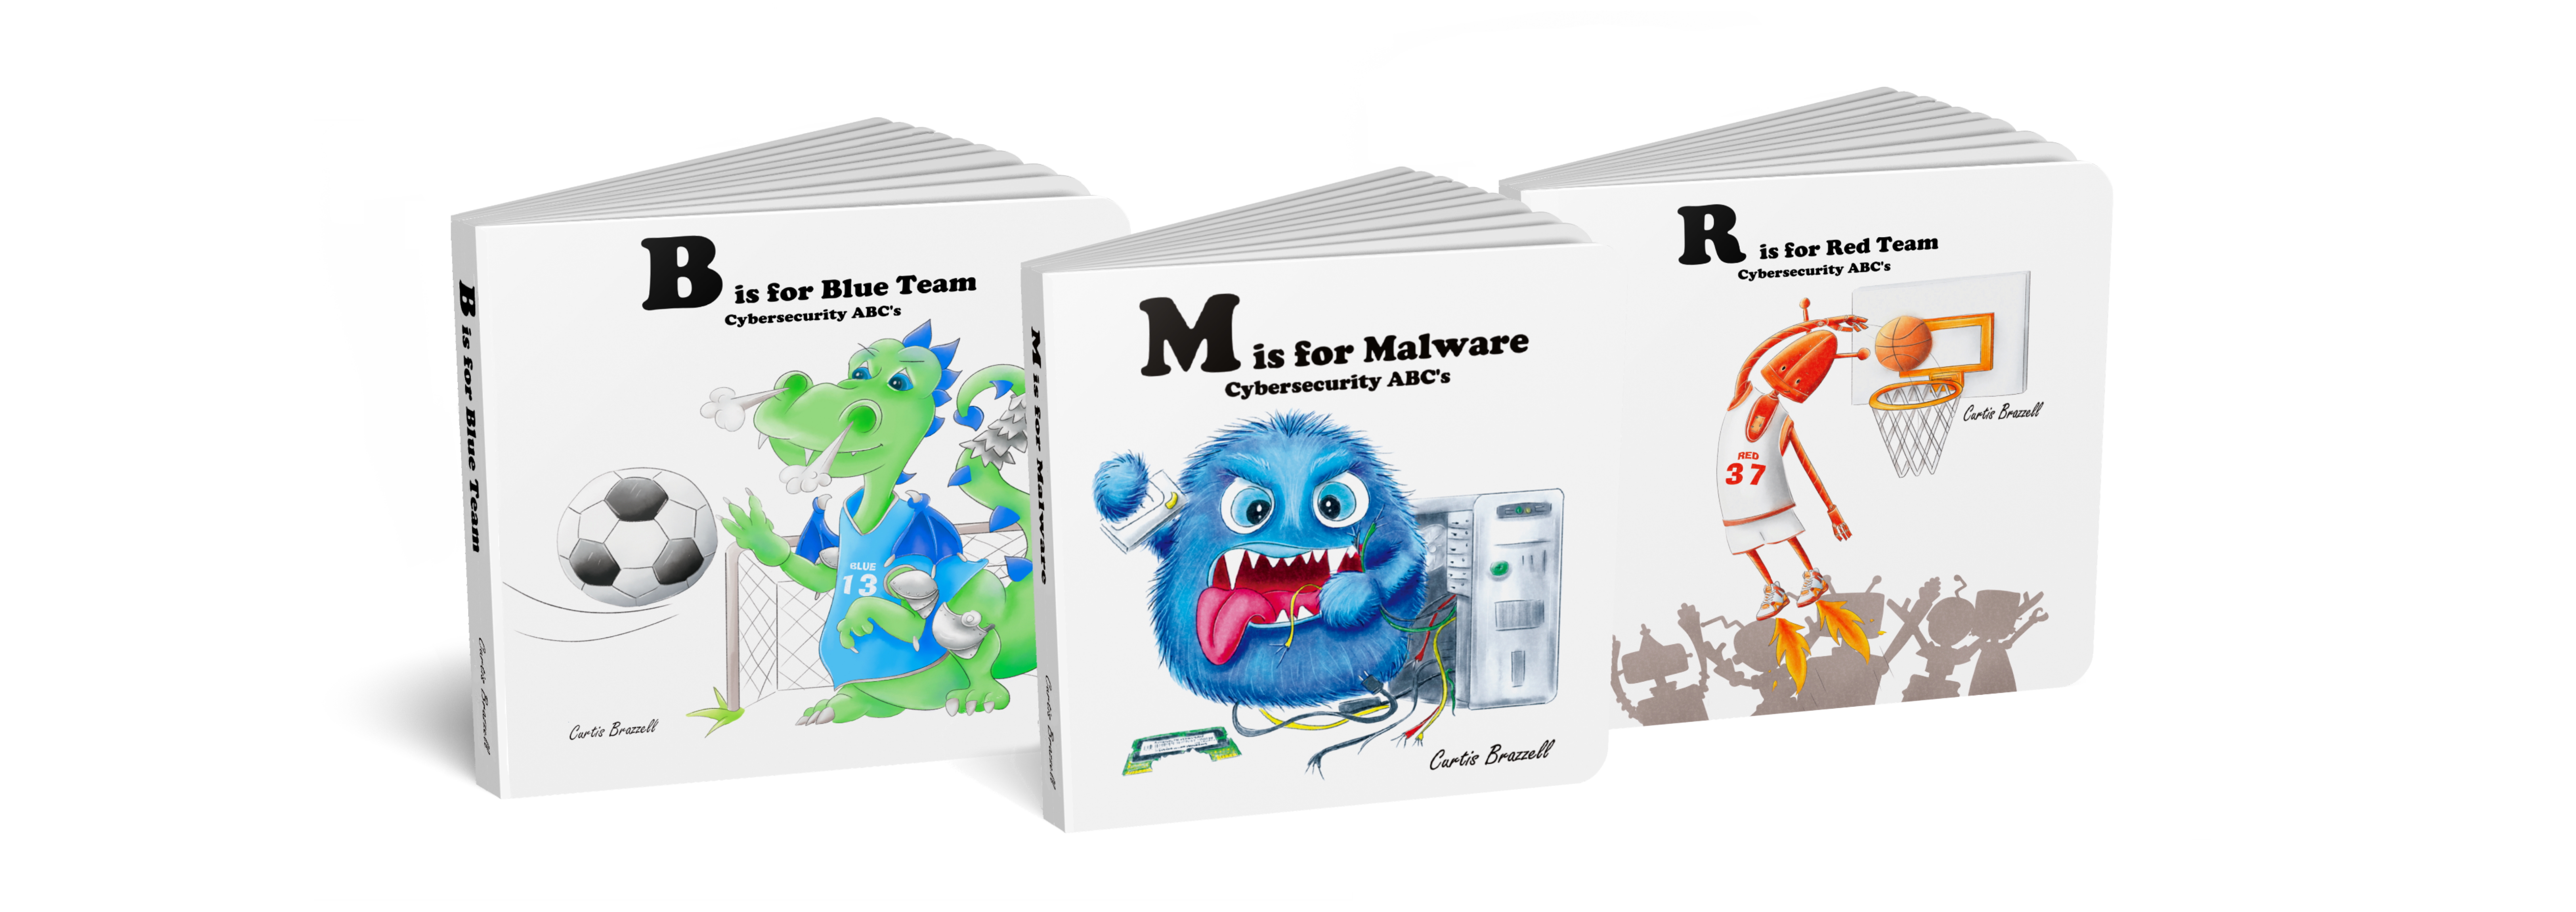 B is for Blue Team
Cybersecurity ABC's
BLUE
13
Curtis Brazzell
B is for Blue Team
Curtis Brazzell
M is for Malware
Cybersecurity ABC's
Curtis Brazzell
M is for Malware
Curtis Brazzell
R is for Red Team
Cybersecurity ABC's
Curtis Brazzell
RED
37